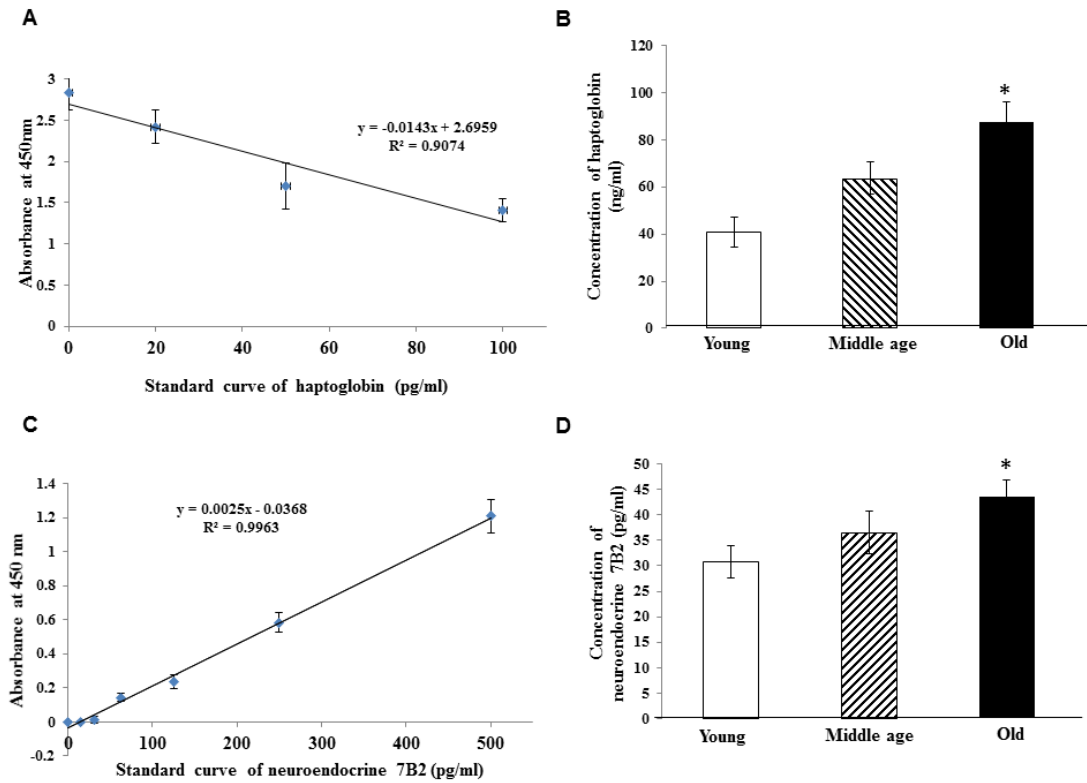 A
3
2.5
2
1.5
1
0.5
0
Absorbance at 450nm
y = -0.0143x + 2.6959
R² = 0.9074
0 20 40 60 80 100
Standard curve of haptoglobin (pg/ml)
B
120
100
80
60
40
20
0
Concentration of haptoglobin
(ng/ml)
*
Young Middle age Old
C
1.4
1.2
1
0.8
0.6
0.4
0.2
0
-0.2
Absorbance at 450 nm
y = 0.0025x - 0.0368
R² = 0.9963
0 100 200 300 400 500
Standard curve of neuroendocrine 7B2 (pg/ml)
D
50
45
40
35
30
25
20
15
10
5
0
Concentration of
neuroendocrine 7B2 (pg/ml)
*
Young Middle age Old